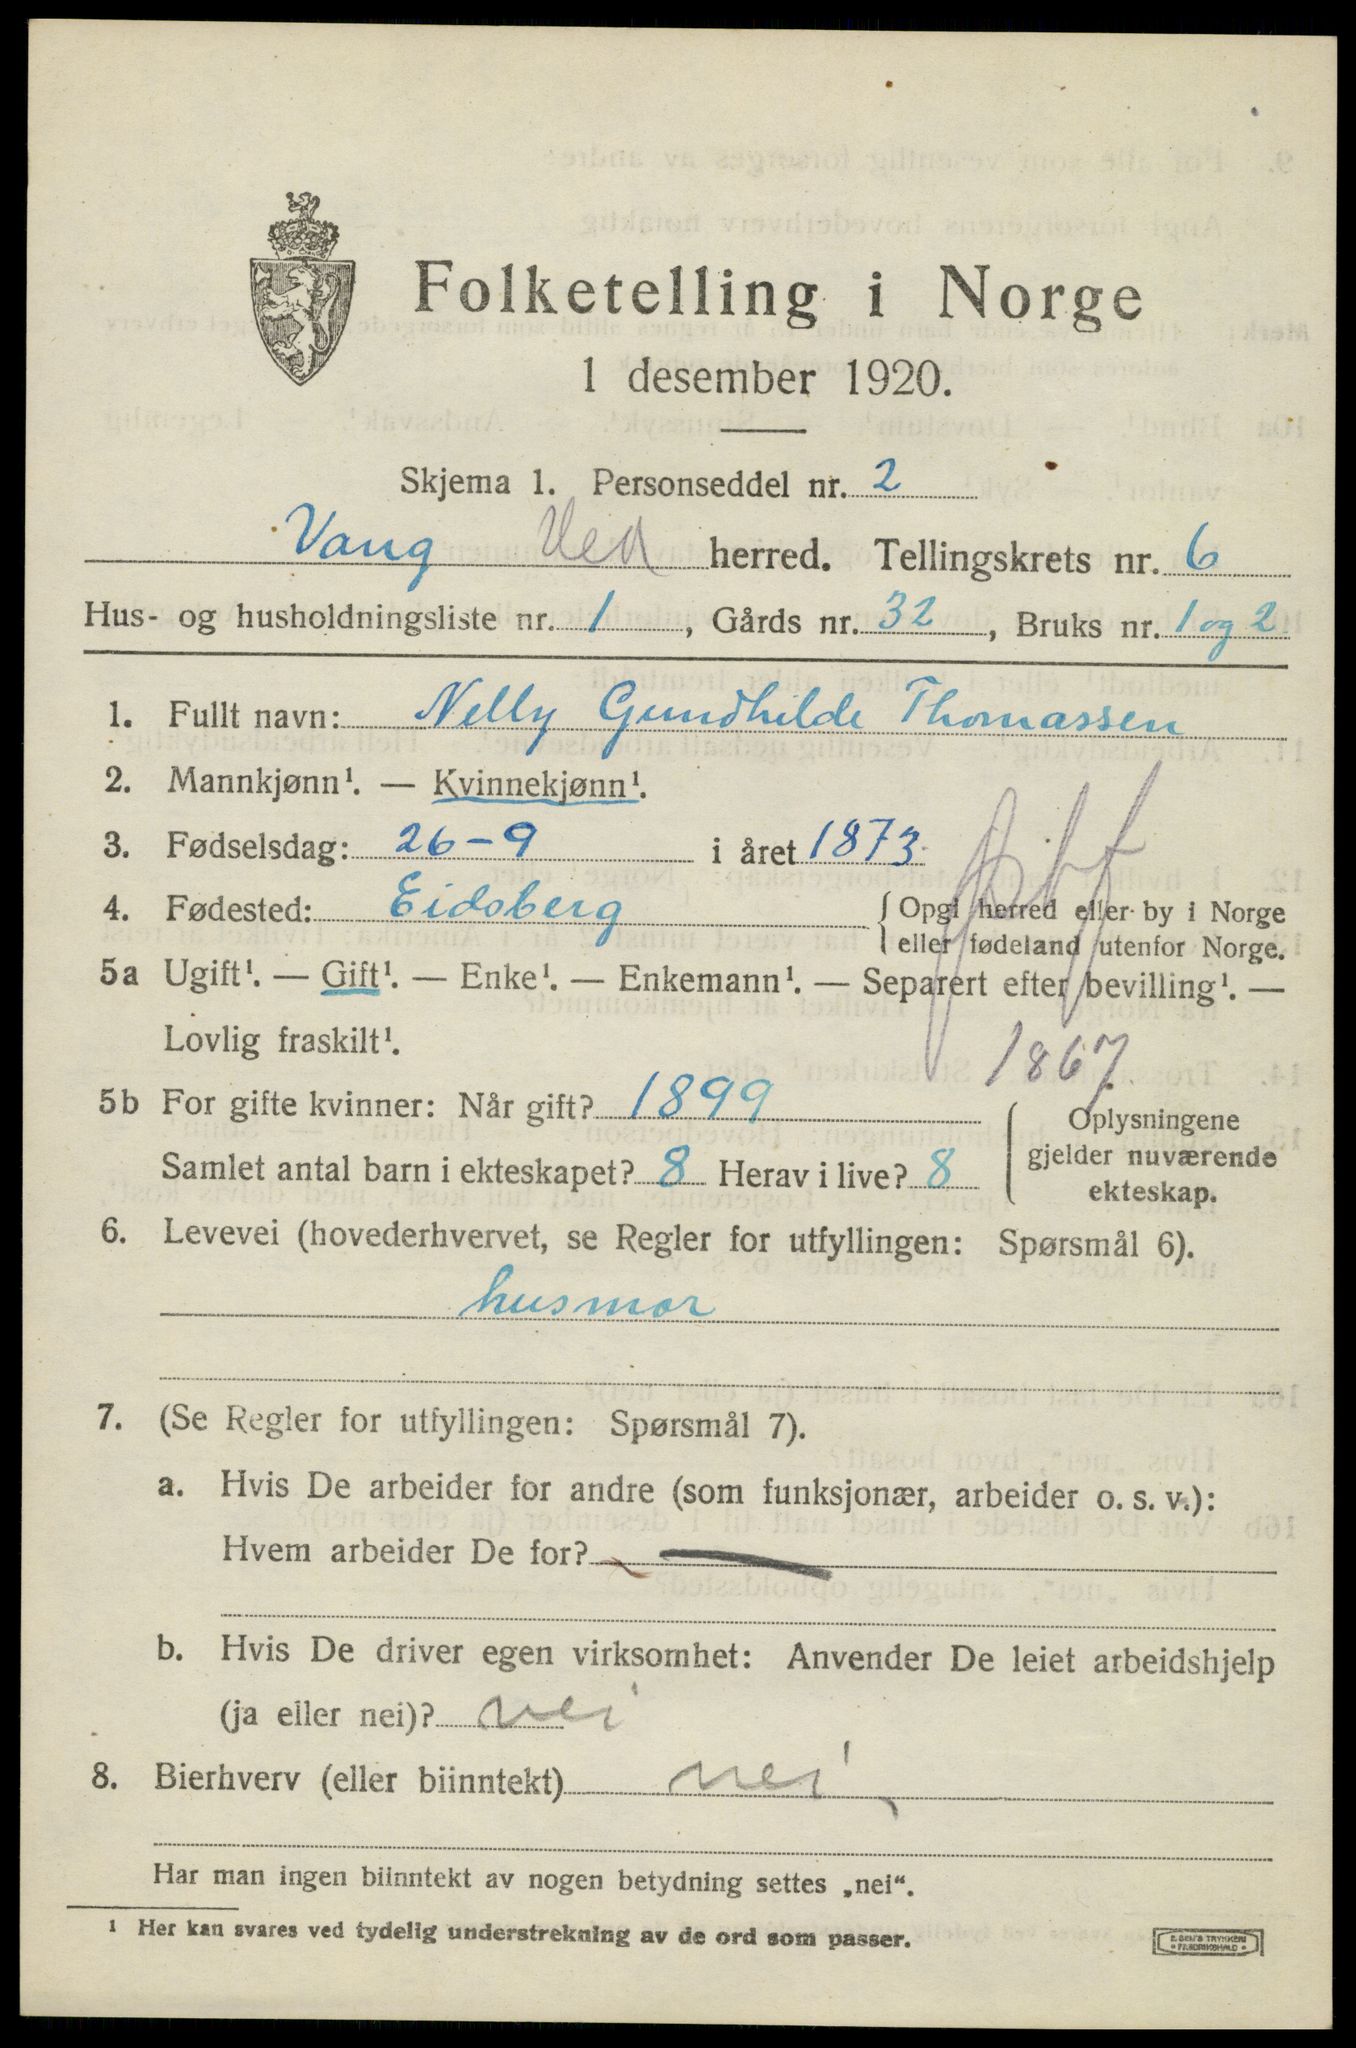 Folketelling i Norge
1 desember 1920.
Skjema 1. Personseddel nr. 2
Vang Hed herred. Tellingskrets nr. 6
Hus- og husholdningsliste nr. 1, Gårds nr. 32, Bruks nr. 1 og 2
1. Fullt navn: Nelly Gundhilde Thomassen
2. Mannkjønn¹. — Kvinnekjønn¹.
3. Fødselsdag: 26-9 i året 1873
4. Fødested: Eidsberg { Opgi herred eller by i Norge
{ eller fødeland utenfor Norge.
5a Ugift¹. — Gift¹. — Enke¹. — Enkemann¹. — Separert efter bevilling¹. —
Lovlig fraskilt¹.
1867
5b For gifte kvinner: Når gift? 1899
Samlet antal barn i ekteskapet? 8 Herav i live? 8
Oplysningene
gjelder nuværende
ekteskap.
6. Levevei (hovederhvervet, se Regler for utfyllingen: Spørsmål 6).
husmor
7. (Se Regler for utfyllingen: Spørsmål 7).
a. Hvis De arbeider for andre (som funksjonær, arbeider o. s. v.):
Hvem arbeider De for? —
b. Hvis De driver egen virksomhet: Anvender De leiet arbeidshjelp
(ja eller nei)? nei
8. Bierhverv (eller biinntekt) nei
Har man ingen biinntekt av nogen betydning settes „nei“.
¹ Her kan svares ved tydelig understrekning av de ord som passer.